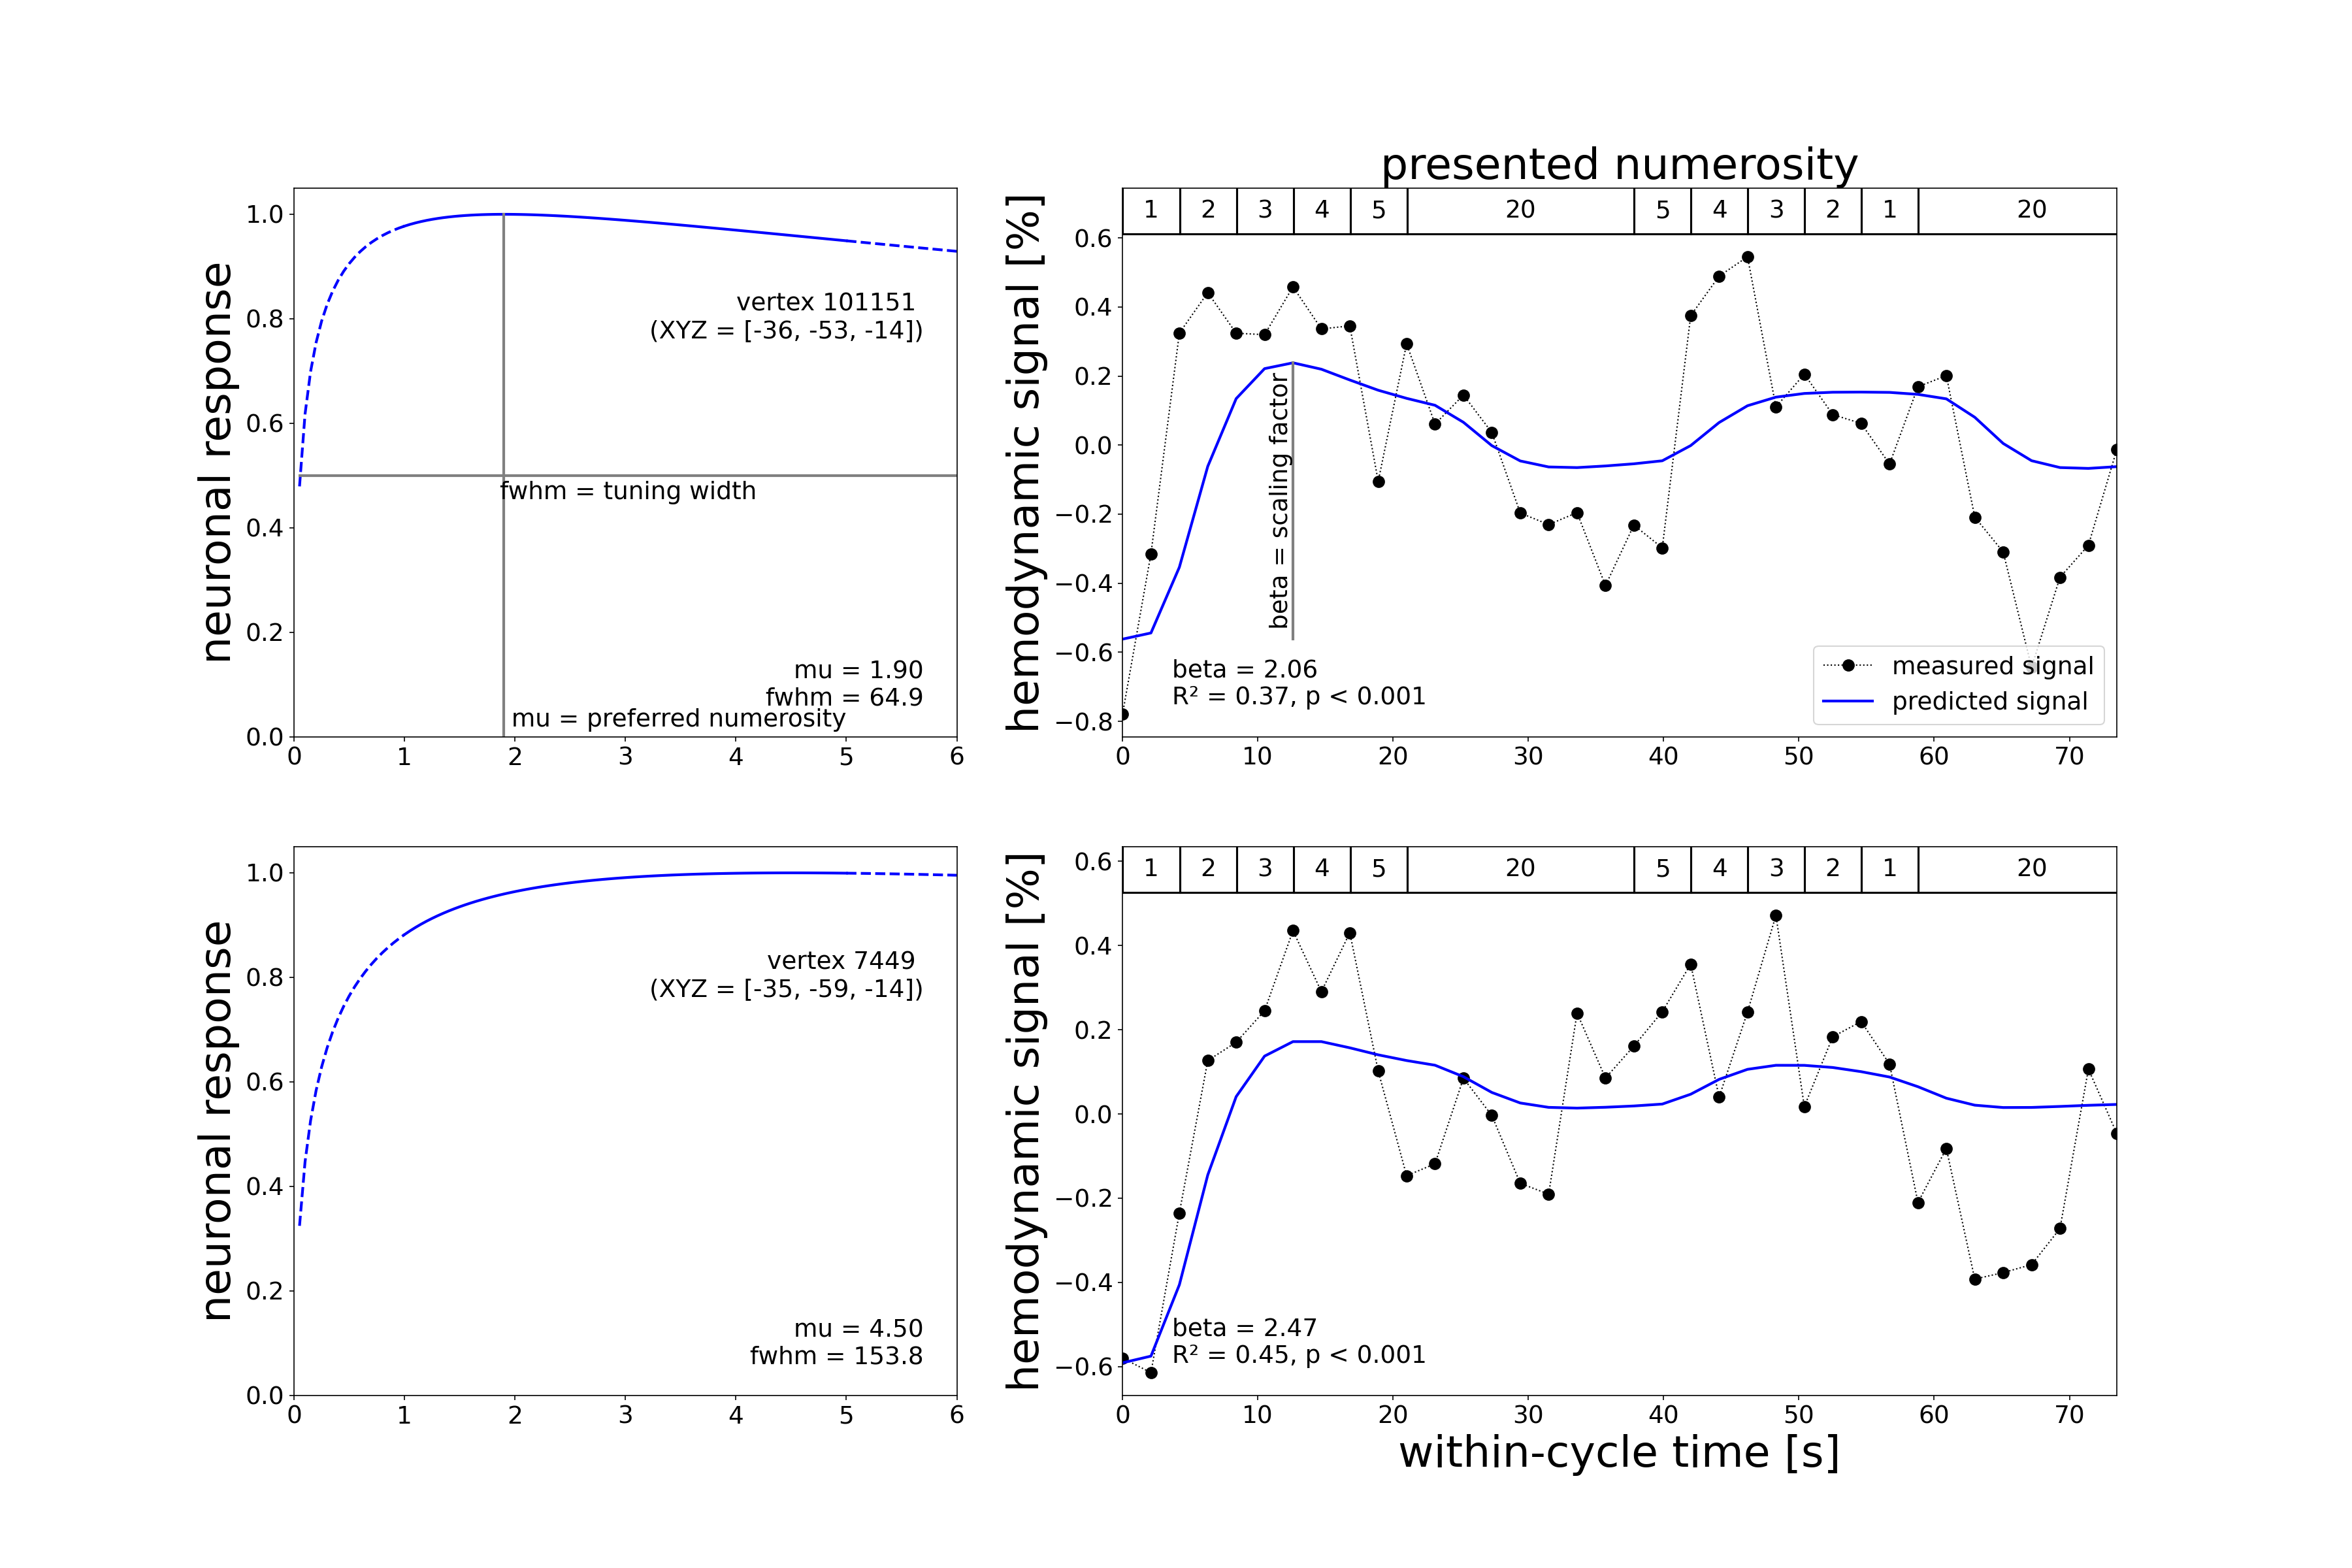 neuronal response
1.0
0.8
0.6
0.4
0.2
0.0
0 1 2 3 4 5 6
vertex 101151
(XYZ = [-36, -53, -14])
fwhm = tuning width
mu = 1.90
fwhm = 64.9
mu = preferred numerosity
presented numerosity
1 2 3 4 5 20 5 4 3 2 1 20
hemodynamic signal [%]
0.6
0.4
0.2
0.0
−0.2
−0.4
−0.6
−0.8
0 10 20 30 40 50 60 70
beta = scaling factor
beta = 2.06
R² = 0.37, p < 0.001
measured signal
predicted signal
neuronal response
1.0
0.8
0.6
0.4
0.2
0.0
0 1 2 3 4 5 6
vertex 7449
(XYZ = [-35, -59, -14])
mu = 4.50
fwhm = 153.8
1 2 3 4 5 20 5 4 3 2 1 20
hemodynamic signal [%]
0.6
0.4
0.2
0.0
−0.2
−0.4
−0.6
0 10 20 30 40 50 60 70
beta = 2.47
R² = 0.45, p < 0.001
within-cycle time [s]